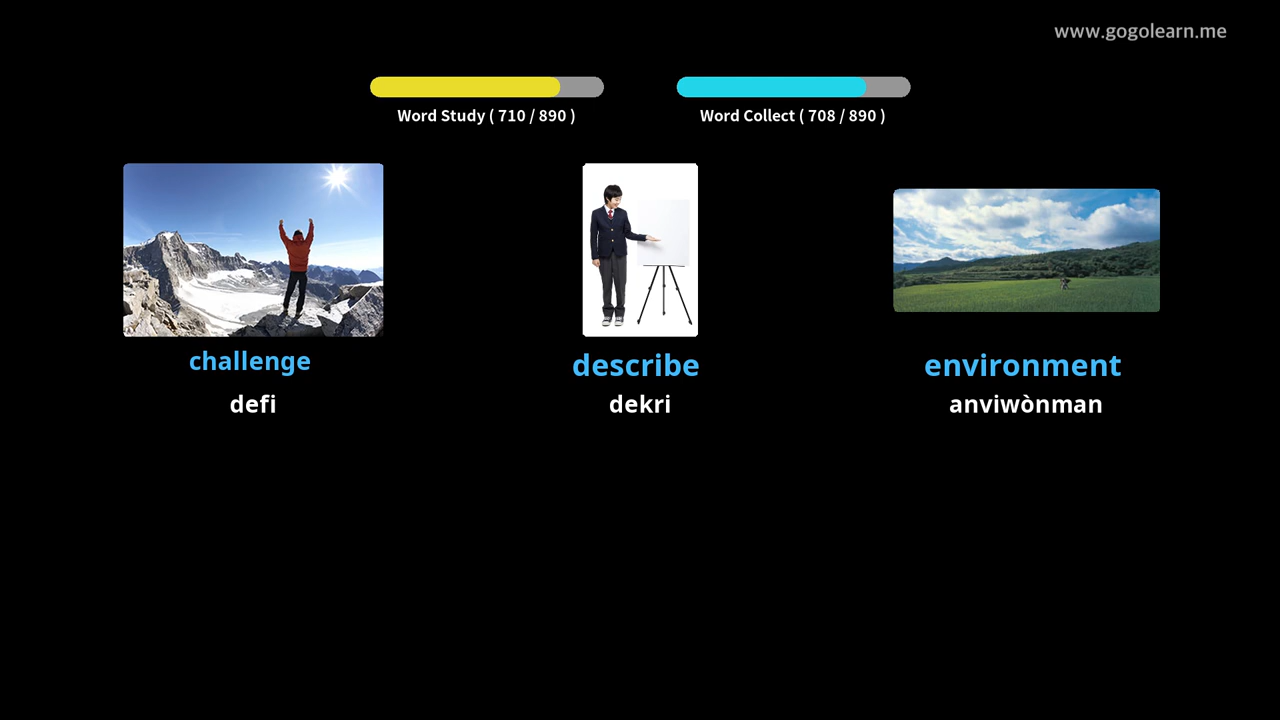 www.gogolearn.me
Word Study ( 710 / 890 )
Word Collect ( 708 / 890 )
challenge
defi
describe
dekri
environment
anviwònman